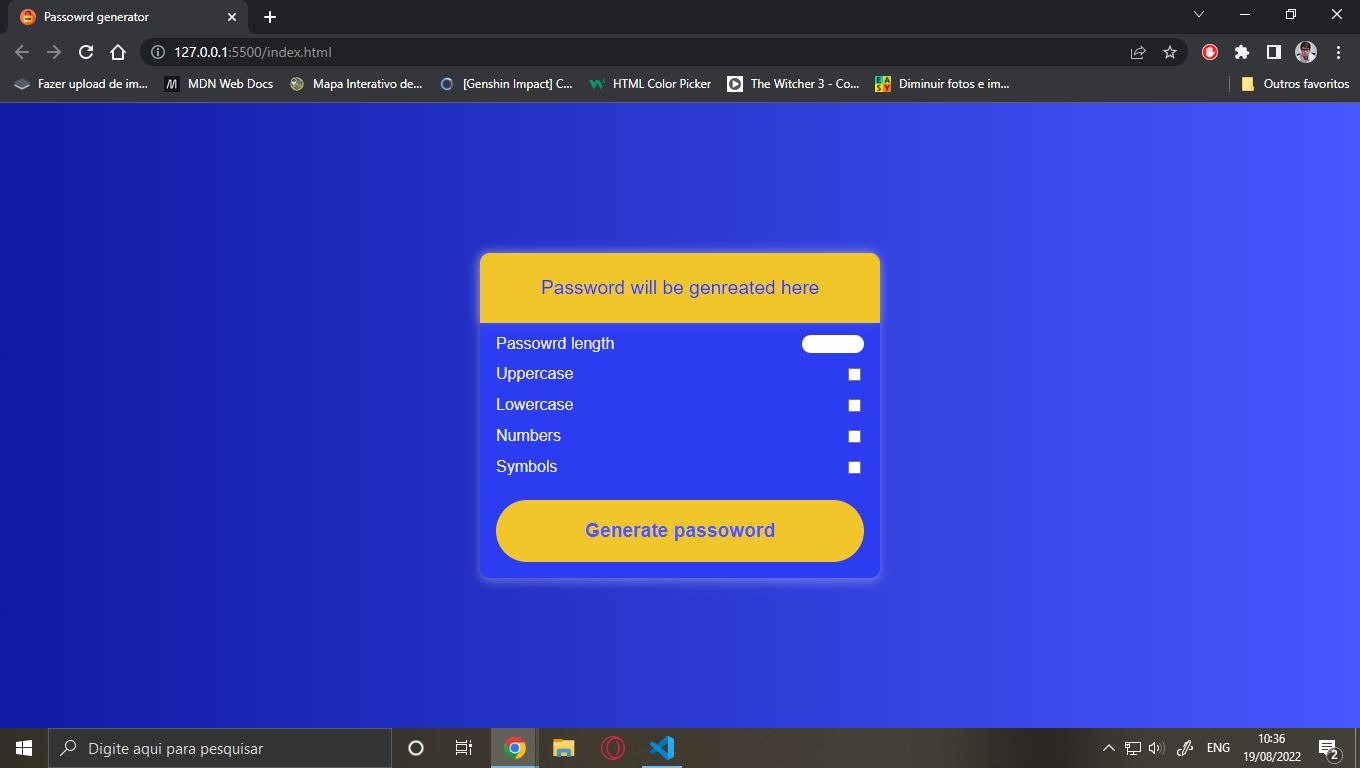 Passowrd generator
127.0.0.1:5500/index.html
Fazer upload de im... MDN Web Docs Mapa Interativo de... [Genshin Impact] C... HTML Color Picker The Witcher 3 - Co... EASY Diminuir fotos e im... Outros favoritos
Password will be genreated here
Passowrd length
Uppercase
Lowercase
Numbers
Symbols
Generate passoword
Digite aqui para pesquisar
ENG
10:36
19/08/2022
2